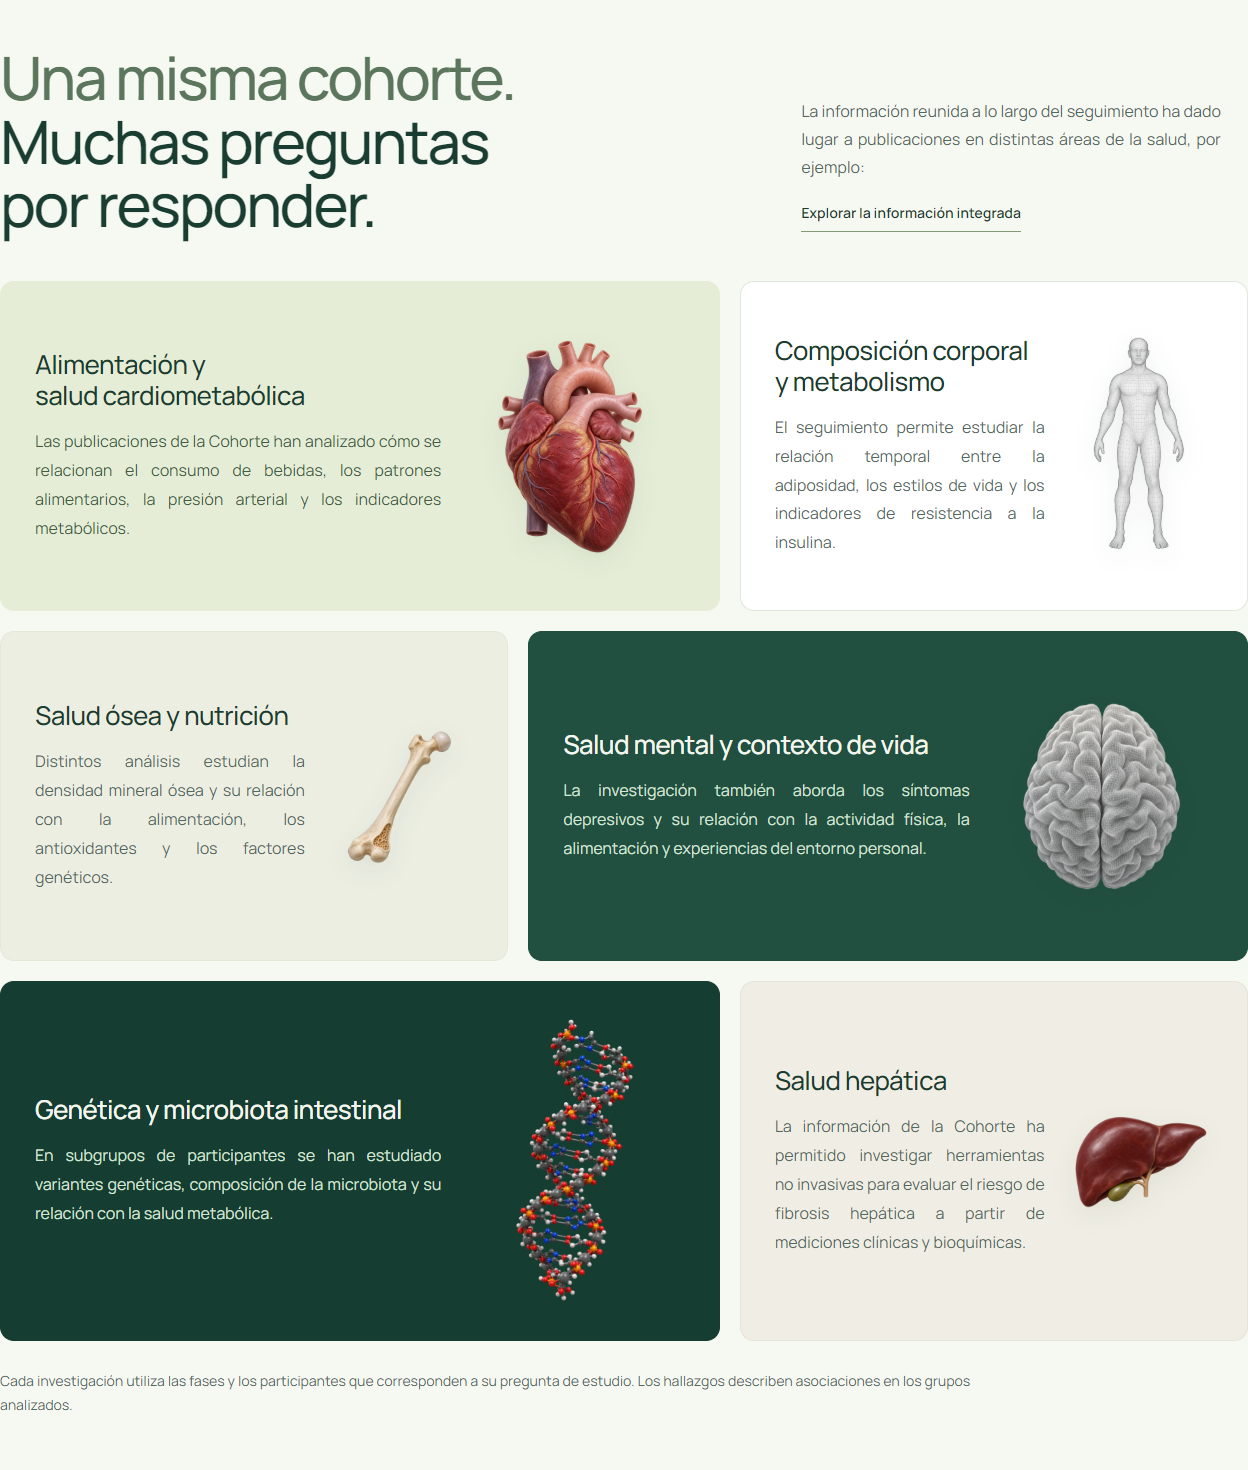 Una misma cohorte.
Muchas preguntas
por responder.
La información reunida a lo largo del seguimiento ha dado
lugar a publicaciones en distintas áreas de la salud, por
ejemplo:
Explorar la información integrada
Alimentación y
salud cardiometabólica
Las publicaciones de la Cohorte han analizado cómo se
relacionan el consumo de bebidas, los patrones
alimentarios, la presión arterial y los indicadores
metabólicos.
Composición corporal
y metabolismo
El seguimiento permite estudiar la
relación temporal entre la
adiposidad, los estilos de vida y los
indicadores de resistencia a la
insulina.
Salud ósea y nutrición
Distintos análisis estudian la
densidad mineral ósea y su relación
con la alimentación, los
antioxidantes y los factores
genéticos.
Salud mental y contexto de vida
La investigación también aborda los síntomas
depresivos y su relación con la actividad física, la
alimentación y experiencias del entorno personal.
Genética y microbiota intestinal
En subgrupos de participantes se han estudiado
variantes genéticas, composición de la microbiota y su
relación con la salud metabólica.
Salud hepática
La información de la Cohorte ha
permitido investigar herramientas
no invasivas para evaluar el riesgo de
fibrosis hepática a partir de
mediciones clínicas y bioquímicas.
Cada investigación utiliza las fases y los participantes que corresponden a su pregunta de estudio. Los hallazgos describen asociaciones en los grupos
analizados.